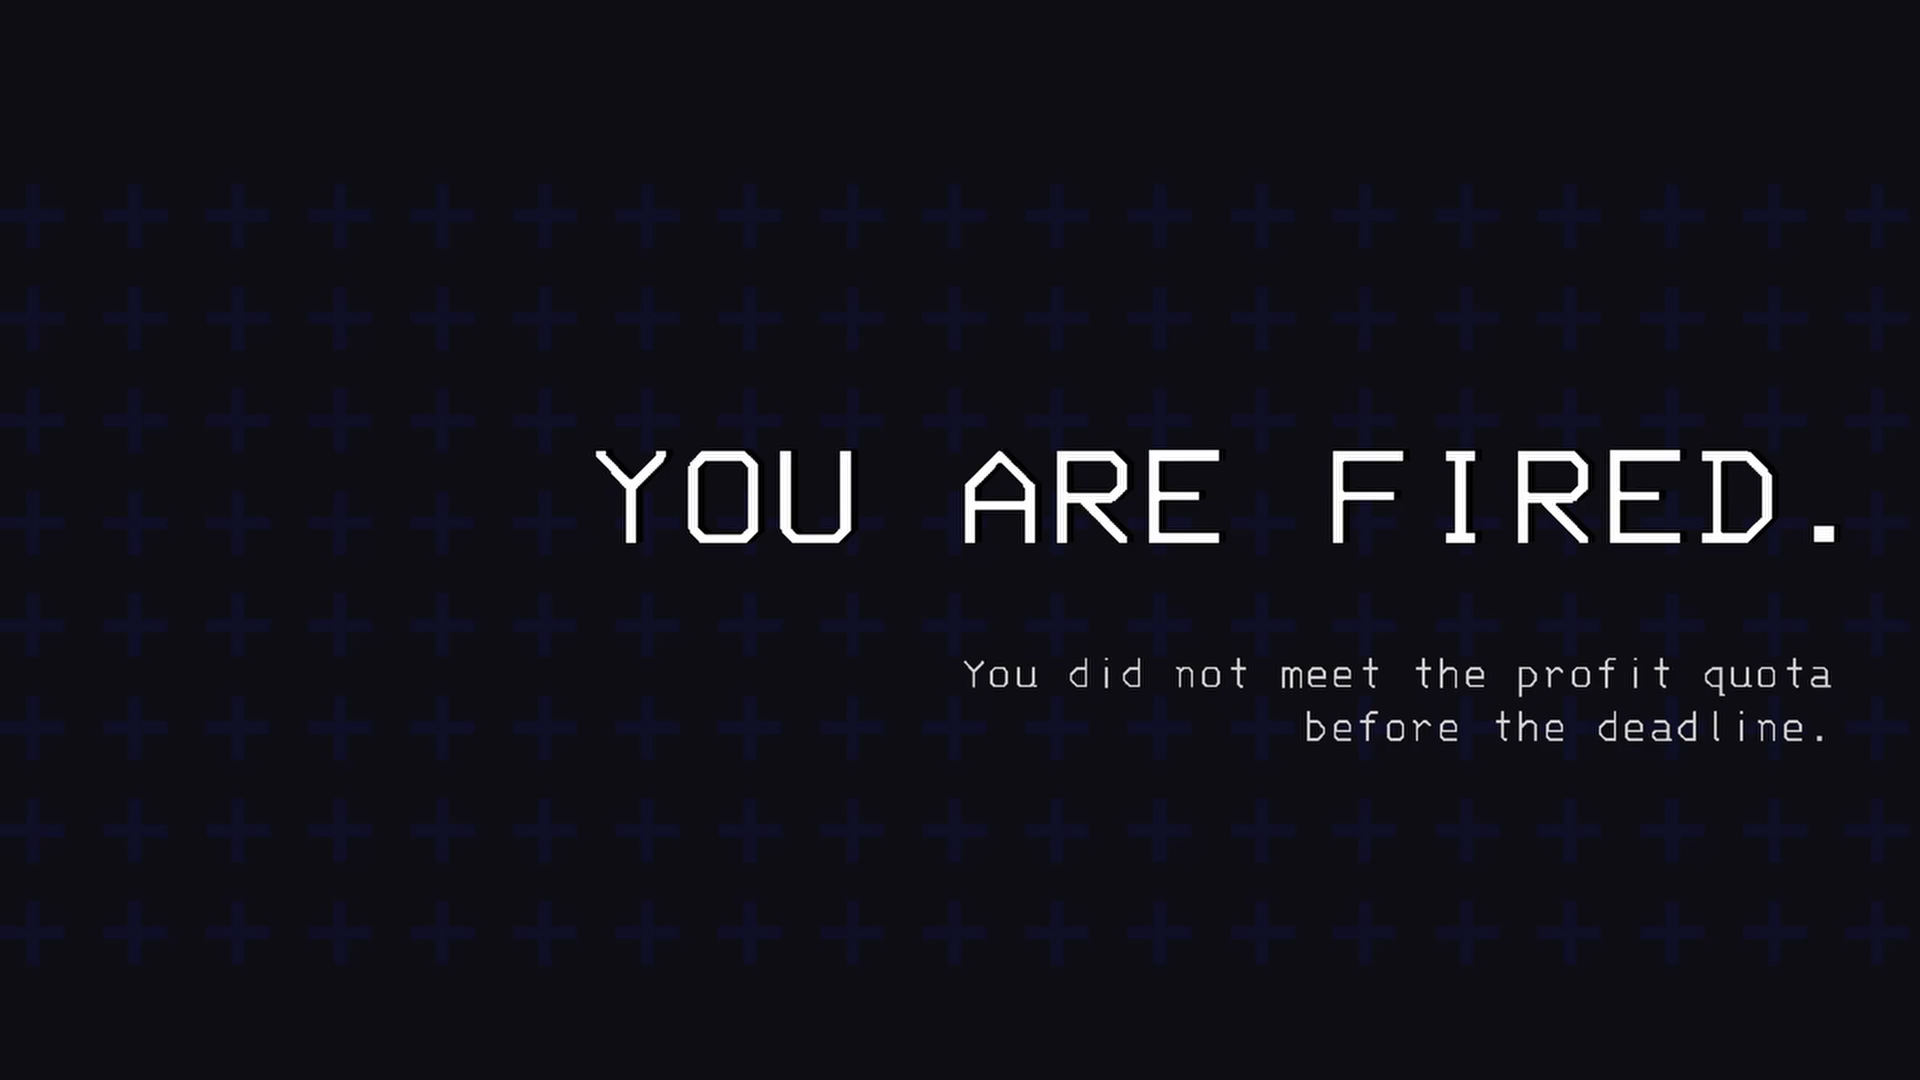 YOU ARE FIRED.
You did not meet the profit quota
before the deadline.